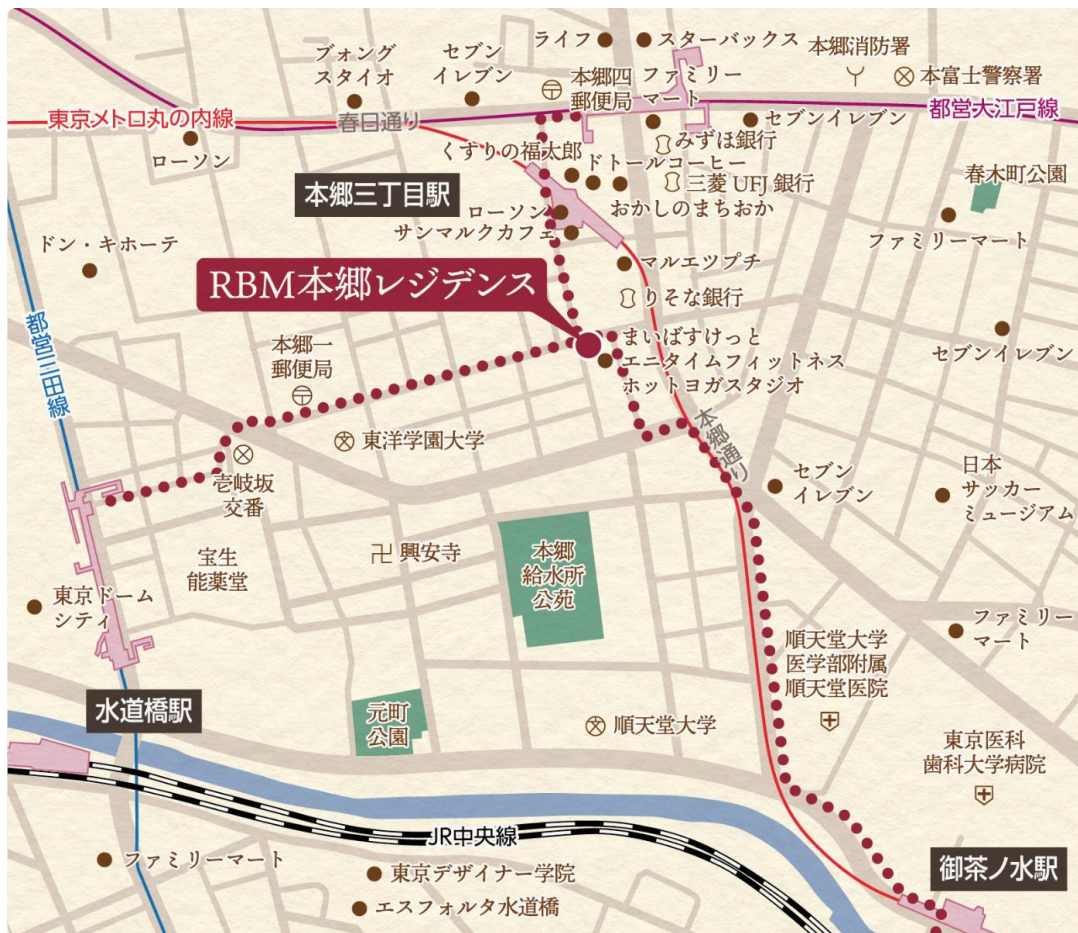 ライフ
スターバックス
ブォング
スタイオ
セブン
イレブン
本郷四
郵便局
ファミリー
マート
本郷消防署
本富士警察署
東京メトロ丸の内線
春日通り
都営大江戸線
ローソン
セブンイレブン
みずほ銀行
くすりの福太郎
ドトールコーヒー
三菱UFJ銀行
おかしのまちおか
本郷三丁目駅
春木町公園
ローソン
サンマルクカフェ
ファミリーマート
ドン・キホーテ
マルエツプチ
RBM本郷レジデンス
りそな銀行
都営三田線
本郷一
郵便局
まいばすけっと
エニタイムフィットネス
ホットヨガスタジオ
セブンイレブン
東洋学園大学
本郷通り
壱岐坂
交番
セブン
イレブン
日本
サッカー
ミュージアム
宝生
能楽堂
卍 興安寺
本郷
給水所
公苑
東京ドーム
シティ
ファミリー
マート
順天堂大学
医学部附属
順天堂医院
水道橋駅
元町
公園
順天堂大学
東京医科
歯科大学病院
JR中央線
ファミリーマート
東京デザイナー学院
エスフォルタ水道橋
御茶ノ水駅